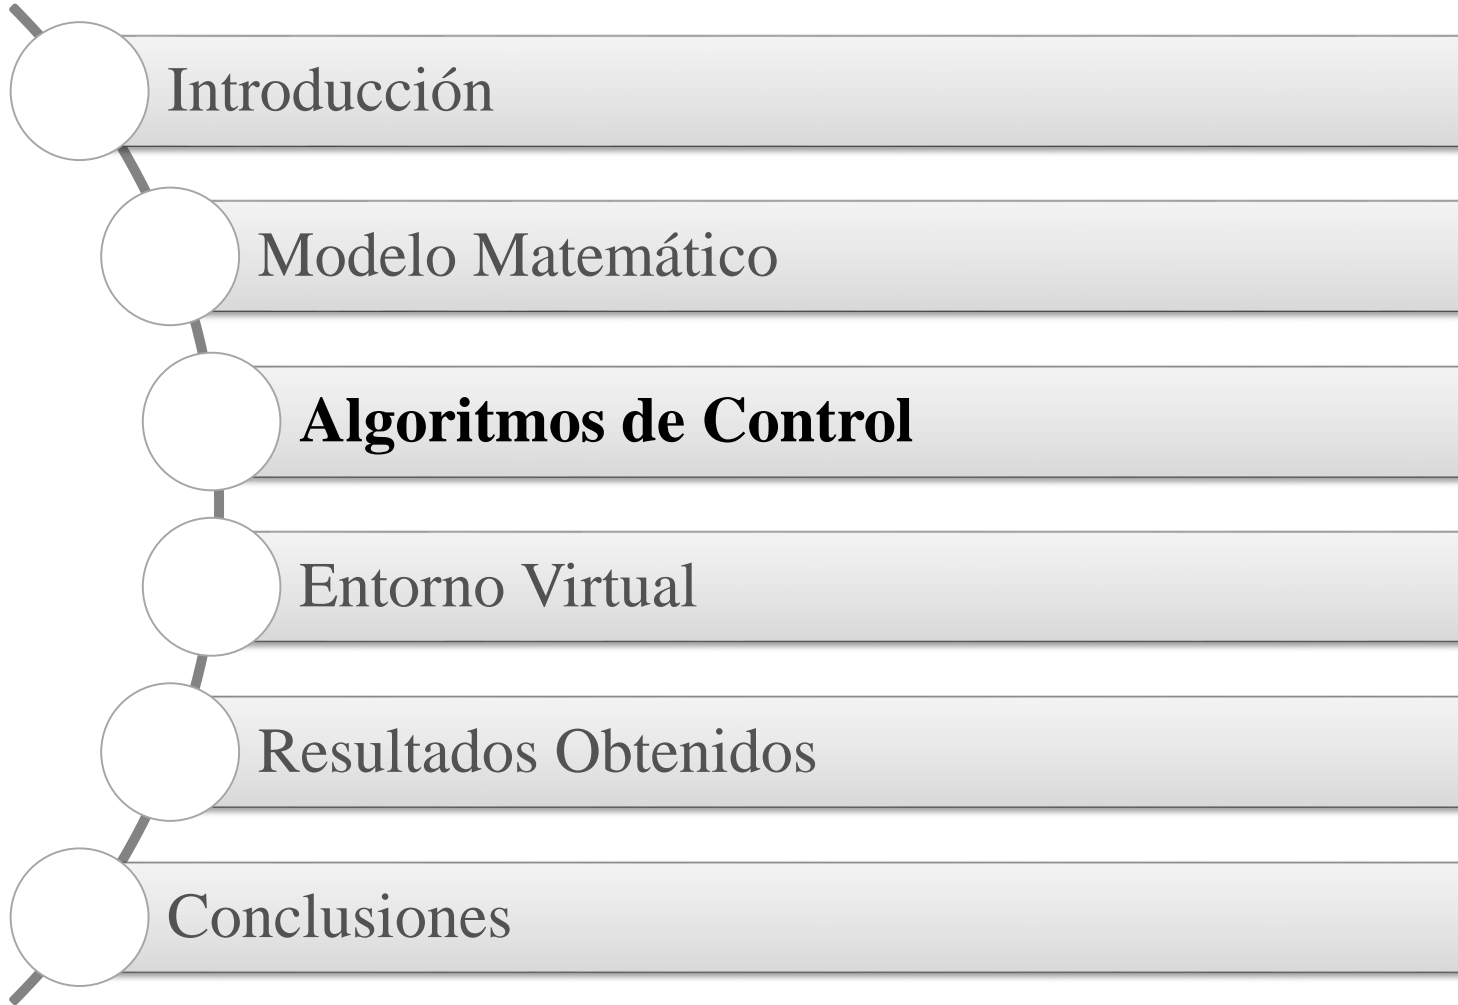 Introducción
Modelo Matemático
Algoritmos de Control
Entorno Virtual
Resultados Obtenidos
Conclusiones